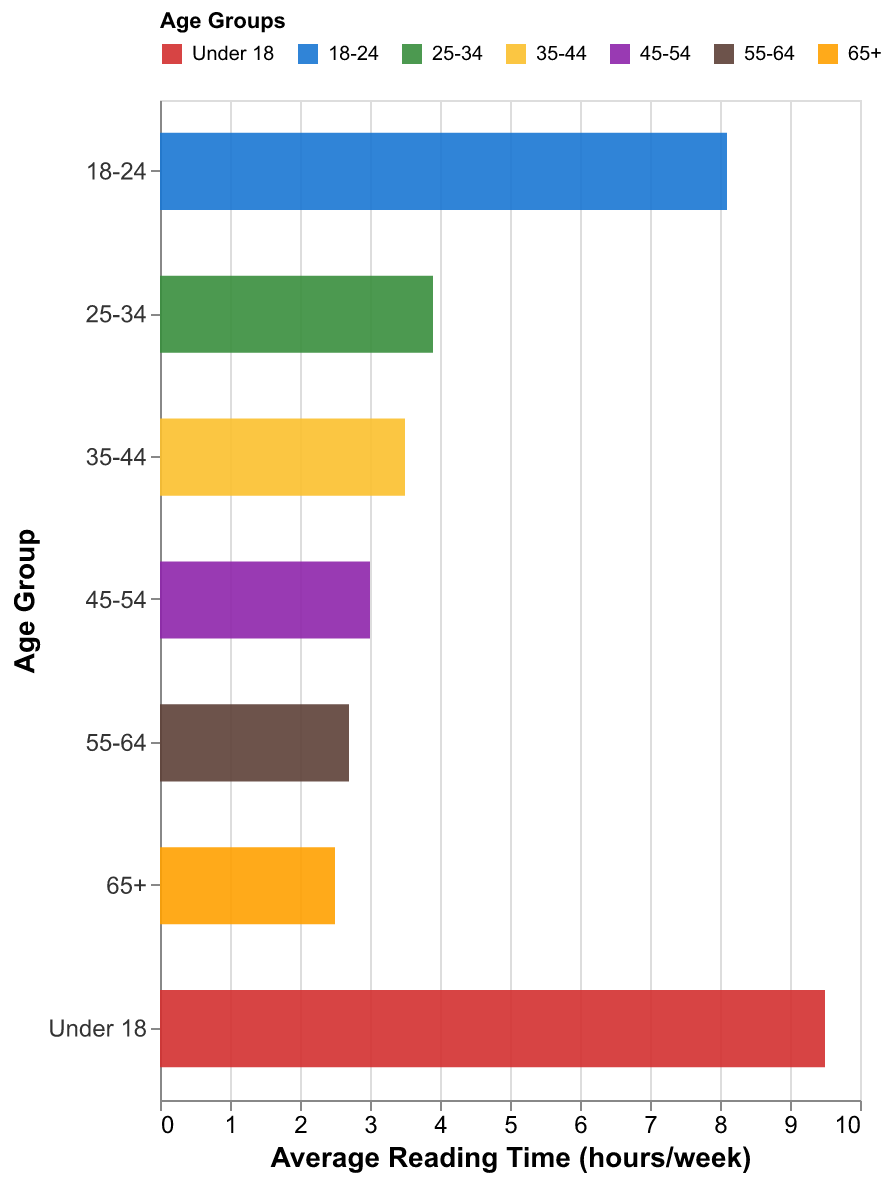 Age Groups
Under 18 18-24 25-34 35-44 45-54 55-64 65+
18-24
25-34
35-44
45-54
55-64
65+
Under 18
Age Group
0 1 2 3 4 5 6 7 8 9 10
Average Reading Time (hours/week)